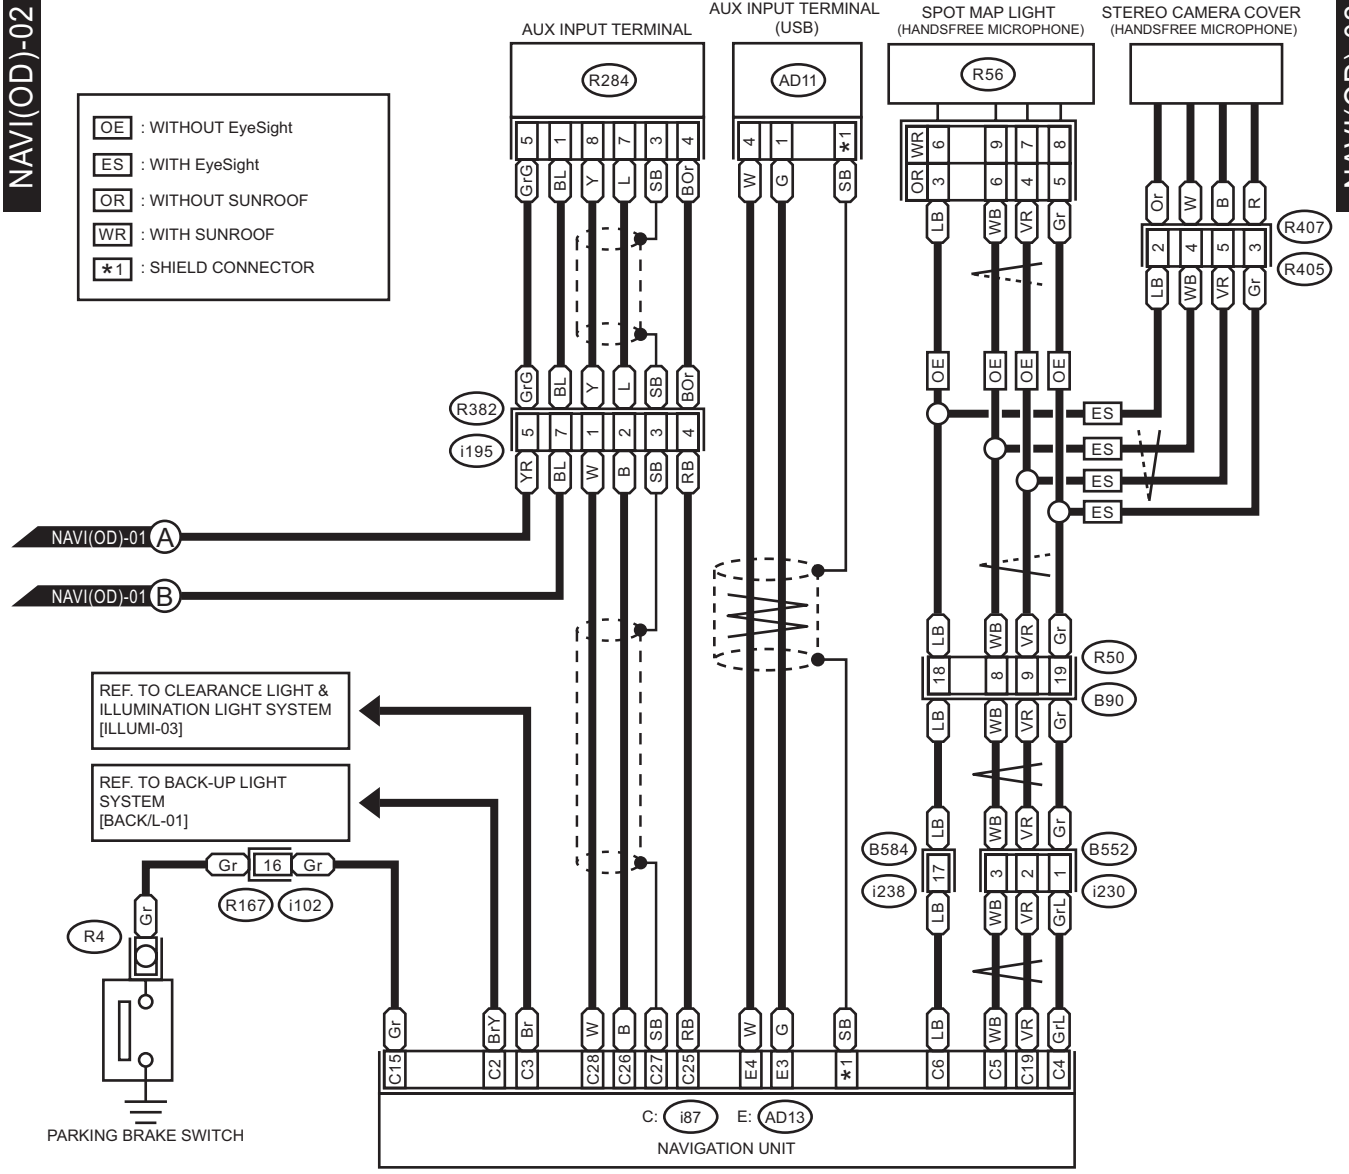 NAVI(OD)-02
AUX INPUT TERMINAL
AUX INPUT TERMINAL
(USB)
SPOT MAP LIGHT
(HANDSFREE MICROPHONE)
STEREO CAMERA COVER
(HANDSFREE MICROPHONE)
R284
AD11
R56
OE : WITHOUT EyeSight
ES : WITH EyeSight
OR : WITHOUT SUNROOF
WR : WITH SUNROOF
*1 : SHIELD CONNECTOR
5 1 8 7 3 4
4 1 *1
WR 6 9 7 8
OR 3 6 4 5
GrG BL Y L SB BOr
W G SB
LB WB VR Gr
Or W B R
R407
2 4 5 3
R405
LB WB VR Gr
OE OE OE OE
GrG BL Y L SB BOr
R382
5 7 1 2 3 4
i195
YR BL W B SB RB
ES
ES
ES
ES
NAVI(OD)-01 A
NAVI(OD)-01 B
LB WB VR Gr
R50
18 8 9 19
B90
LB WB VR Gr
REF. TO CLEARANCE LIGHT &
ILLUMINATION LIGHT SYSTEM
[ILLUMI-03]
REF. TO BACK-UP LIGHT
SYSTEM
[BACK/L-01]
LB WB VR Gr
B584
B552
17 3 2 1
i238
i230
LB WB VR GrL
Gr 16 Gr
R167 i102
Gr
R4
PARKING BRAKE SWITCH
Gr BrY Br W B SB RB W G SB LB WB VR GrL
C15 C2 C3 C28 C26 C27 C25 E4 E3 *1 C6 C5 C19 C4
C: i87 E: AD13
NAVIGATION UNIT